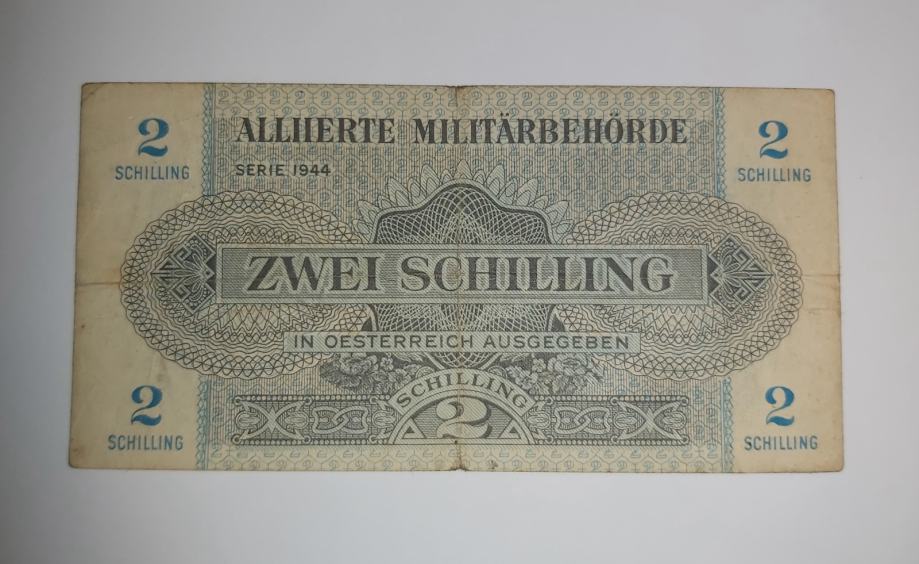 2
SCHILLING
ALLIIERTE MILITÄRBEHÖRDE
2
SCHILLING
SERIE 1944
ZWEI SCHILLING
IN OESTERREICH AUSGEGEBEN
2
SCHILLING
SCHILLING
2
2
SCHILLING